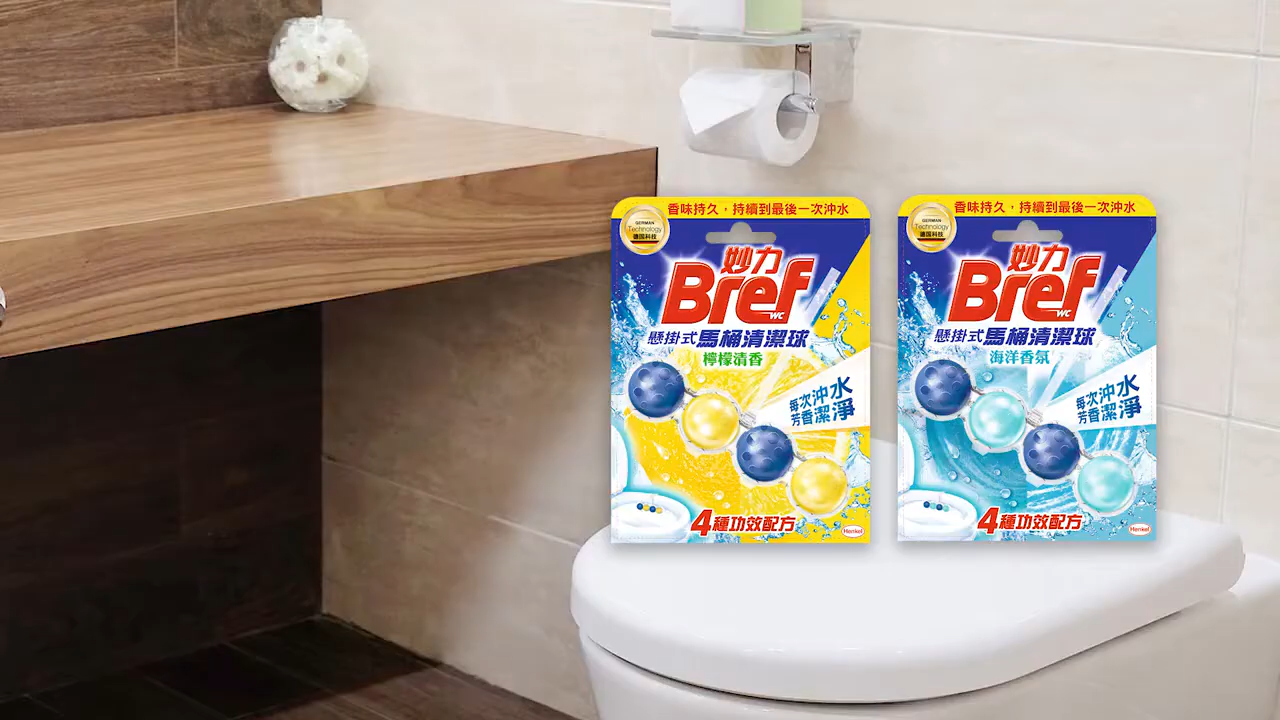 香味持久，持續到最後一次沖水
GERMAN
Technology
德国科技
妙力
Bref
WC
懸掛式馬桶清潔球
檸檬清香
每次沖水
芳香潔淨
4種功效配方
Henkel
香味持久，持續到最後一次沖水
GERMAN
Technology
德国科技
妙力
Bref
WC
懸掛式馬桶清潔球
海洋香氛
每次沖水
芳香潔淨
4種功效配方
Henkel